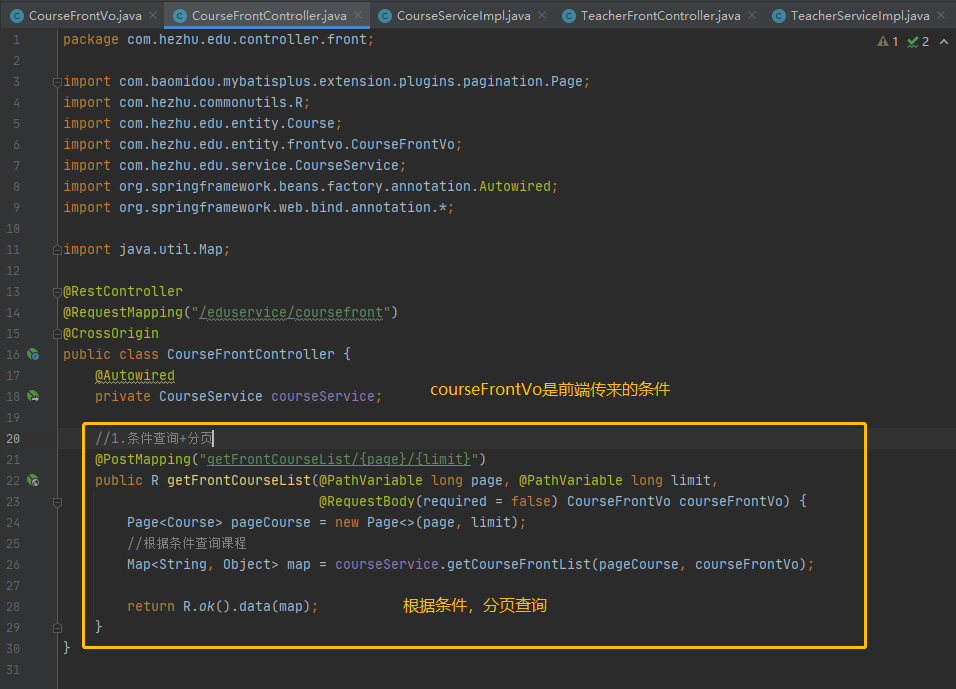 CourseFrontVo.java CourseFrontController.java CourseServiceImpl.java TeacherFrontController.java TeacherServiceImpl.java
1 package com.hezhu.edu.controller.front; 1 2
2
3 import com.baomidou.mybatisplus.extension.plugins.pagination.Page;
4 import com.hezhu.commonutils.R;
5 import com.hezhu.edu.entity.Course;
6 import com.hezhu.edu.entity.frontvo.CourseFrontVo;
7 import com.hezhu.edu.service.CourseService;
8 import org.springframework.beans.factory.annotation.Autowired;
9 import org.springframework.web.bind.annotation.*;
10
11 import java.util.Map;
12
13 @RestController
14 @RequestMapping("/eduservice/coursefront")
15 @CrossOrigin
16 public class CourseFrontController {
17 @Autowired
18 private CourseService courseService; courseFrontVo是前端传来的条件
19
20 //1.条件查询+分页
21 @PostMapping("getFrontCourseList/{page}/{limit}")
22 public R getFrontCourseList(@PathVariable long page, @PathVariable long limit,
23 @RequestBody(required = false) CourseFrontVo courseFrontVo) {
24 Page<Course> pageCourse = new Page<>(page, limit);
25 //根据条件查询课程
26 Map<String, Object> map = courseService.getCourseFrontList(pageCourse, courseFrontVo);
27
28 return R.ok().data(map); 根据条件，分页查询
29 }
30 }
31